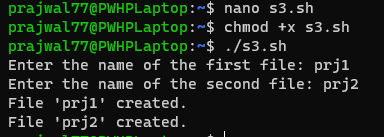 prajwal77@PWHPLaptop:~$ nano s3.sh
prajwal77@PWHPLaptop:~$ chmod +x s3.sh
prajwal77@PWHPLaptop:~$ ./s3.sh
Enter the name of the first file: prj1
Enter the name of the second file: prj2
File 'prj1' created.
File 'prj2' created.